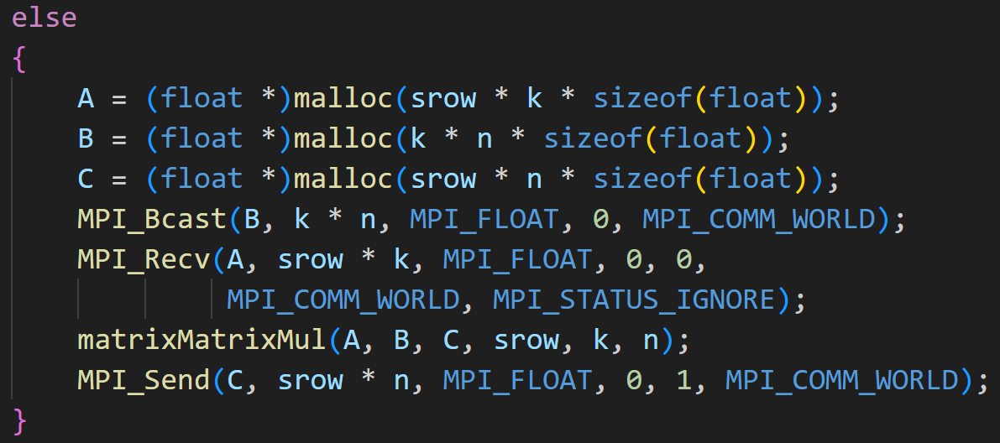 else
{
    A = (float *)malloc(srow * k * sizeof(float));
    B = (float *)malloc(k * n * sizeof(float));
    C = (float *)malloc(srow * n * sizeof(float));
    MPI_Bcast(B, k * n, MPI_FLOAT, 0, MPI_COMM_WORLD);
    MPI_Recv(A, srow * k, MPI_FLOAT, 0, 0,
             MPI_COMM_WORLD, MPI_STATUS_IGNORE);
    matrixMatrixMul(A, B, C, srow, k, n);
    MPI_Send(C, srow * n, MPI_FLOAT, 0, 1, MPI_COMM_WORLD);
}